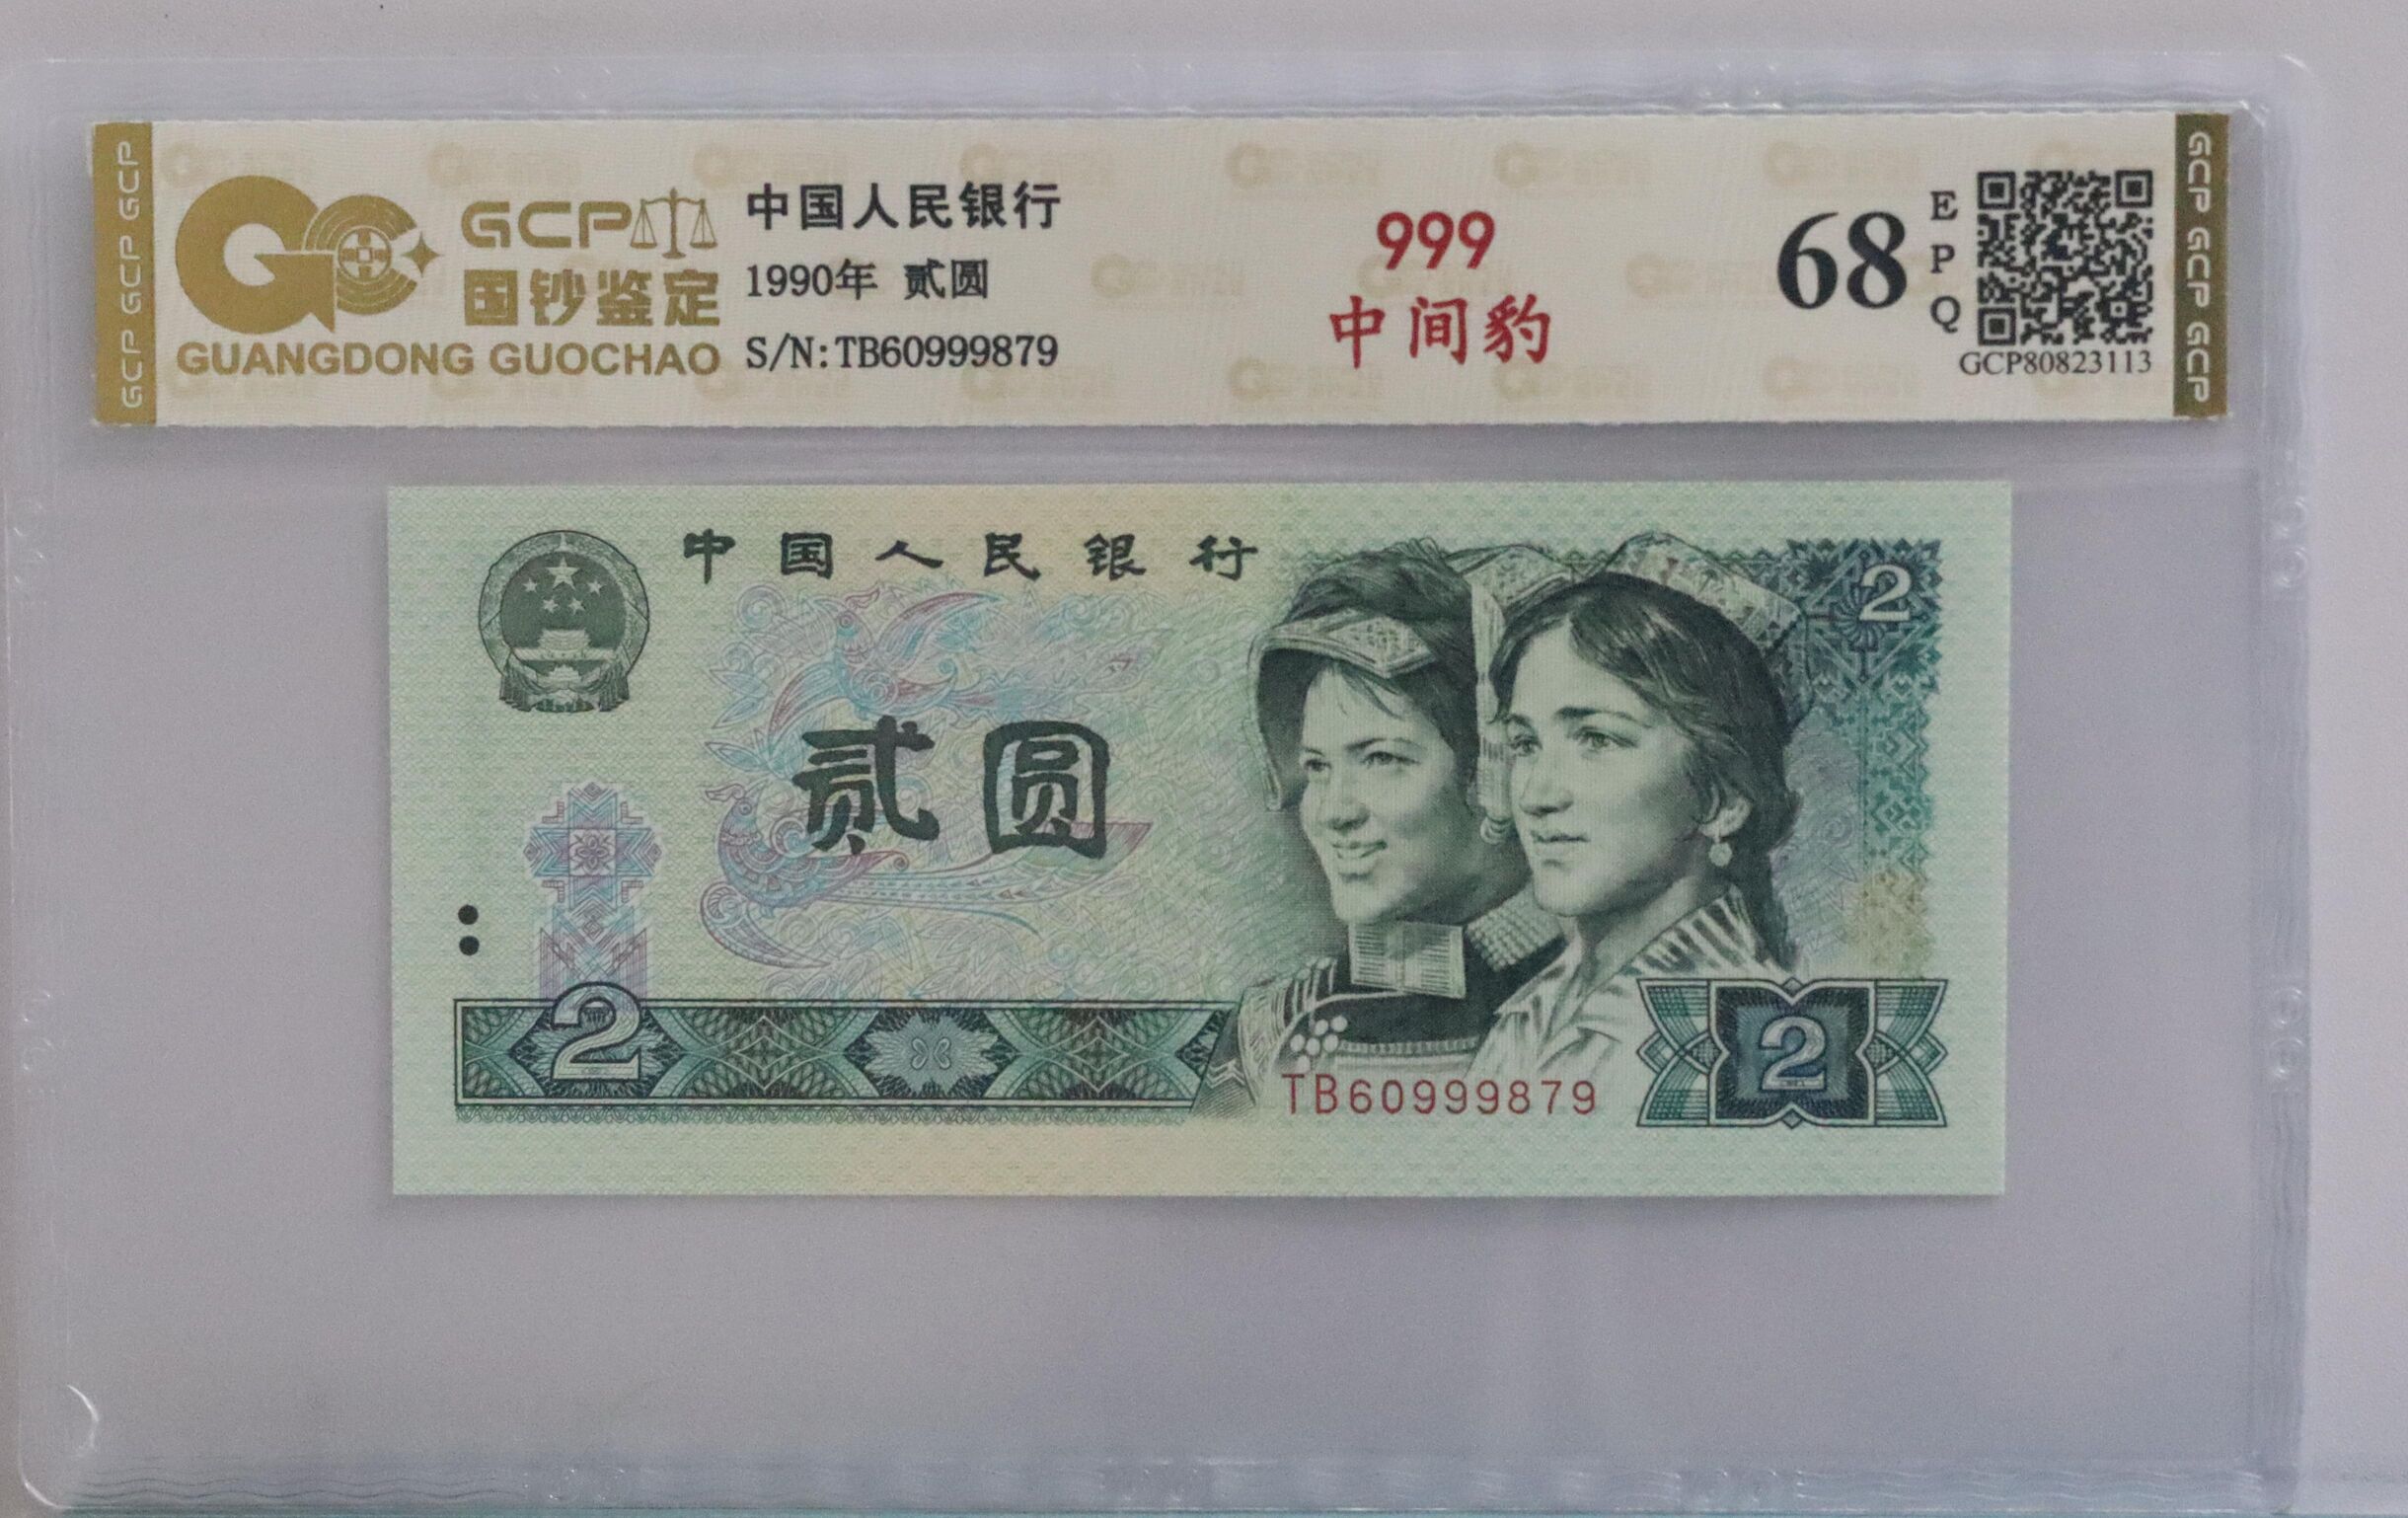 GCP GCP GCP
GCP
国钞鉴定
GUANGDONG GUOCHAO
中国人民银行
1990年 贰圆
S/N:TB60999879
999
中间豹
68
EPQ
GCP80823113
GCP GCP GCP
中国人民银行
2
贰圆
2
TB60999879
2